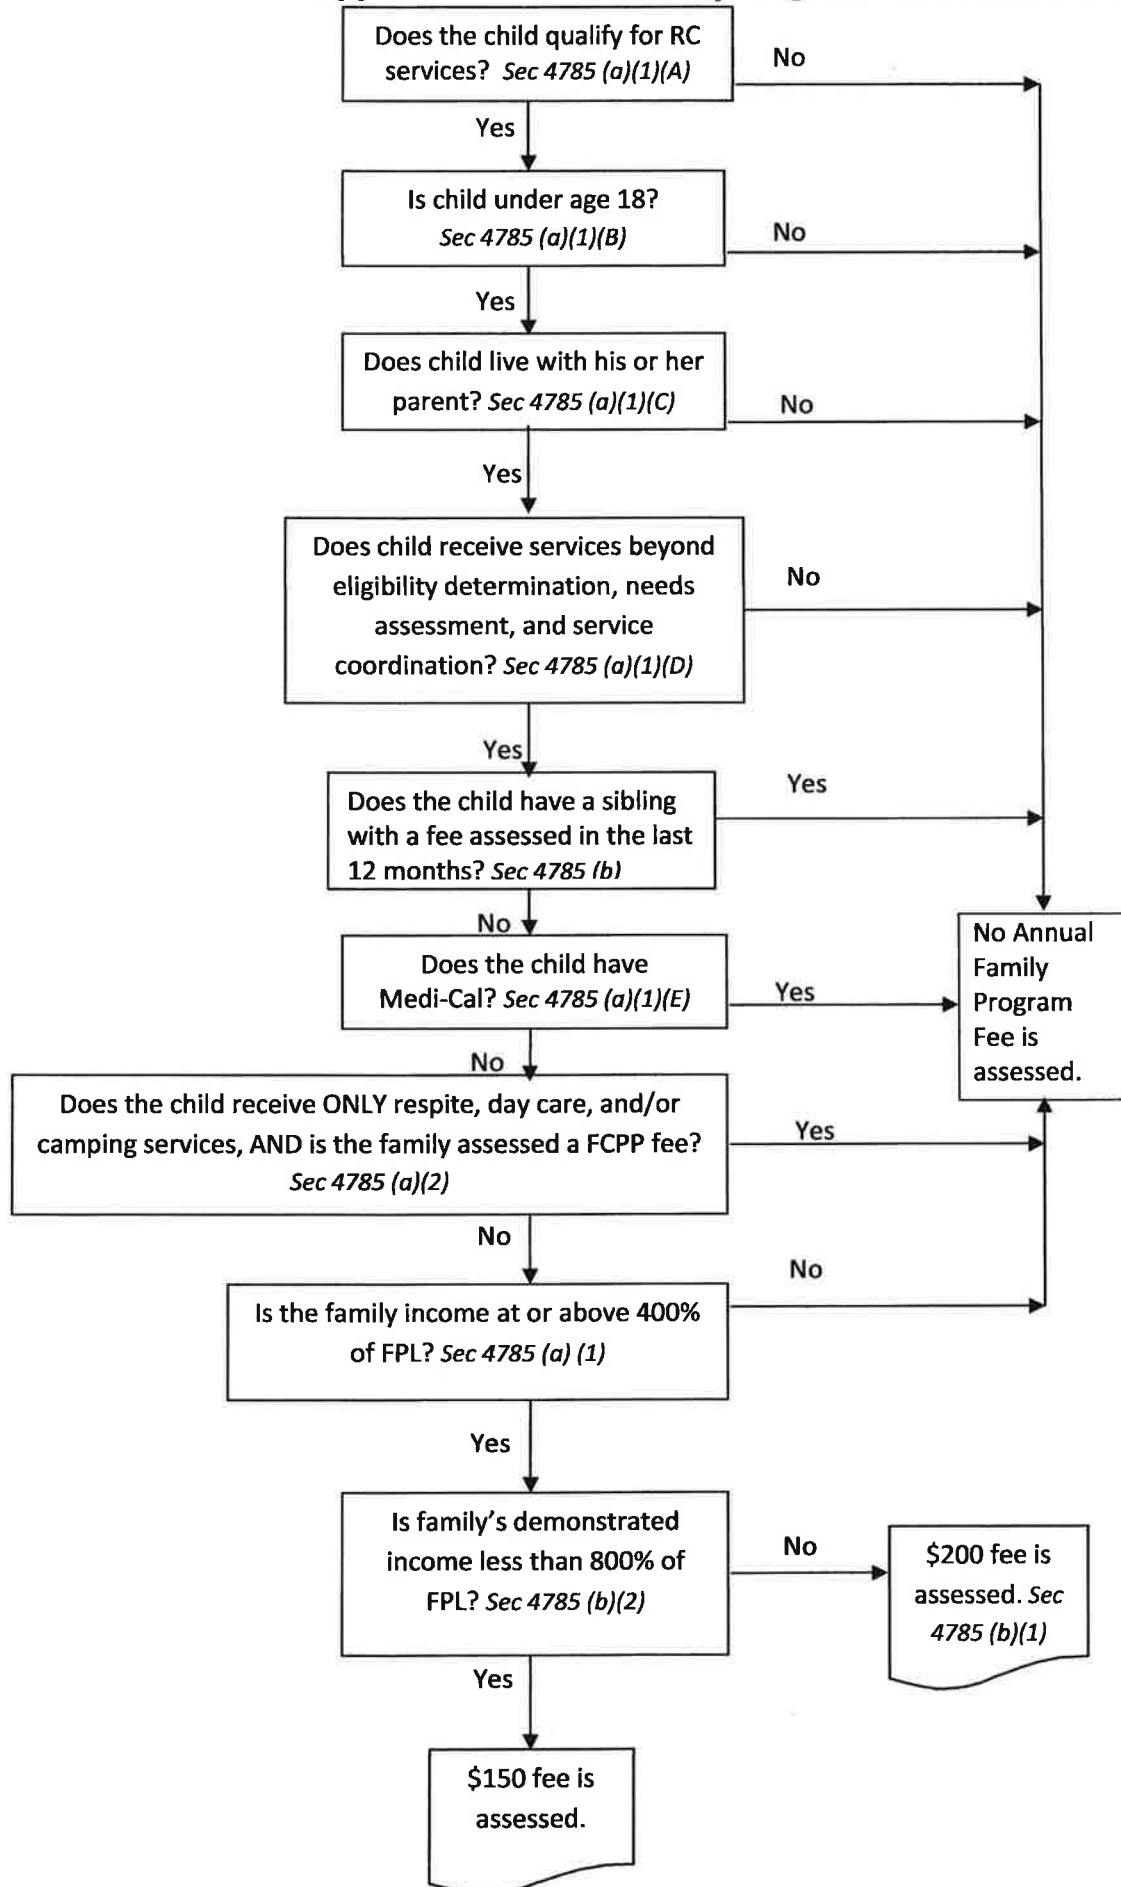 Does the child qualify for RC
services? Sec 4785 (a)(1)(A)
No
Yes
Is child under age 18?
Sec 4785 (a)(1)(B)
No
Yes
Does child live with his or her
parent? Sec 4785 (a)(1)(C)
No
Yes
Does child receive services beyond
eligibility determination, needs
assessment, and service
coordination? Sec 4785 (a)(1)(D)
No
Yes
Does the child have a sibling
with a fee assessed in the last
12 months? Sec 4785 (b)
Yes
No
Does the child have
Medi-Cal? Sec 4785 (a)(1)(E)
Yes
No Annual
Family
Program
Fee is
assessed.
No
Does the child receive ONLY respite, day care, and/or
camping services, AND is the family assessed a FCPP fee?
Sec 4785 (a)(2)
Yes
No
Is the family income at or above 400%
of FPL? Sec 4785 (a) (1)
No
Yes
Is family's demonstrated
income less than 800% of
FPL? Sec 4785 (b)(2)
No
$200 fee is
assessed. Sec
4785 (b)(1)
Yes
$150 fee is
assessed.